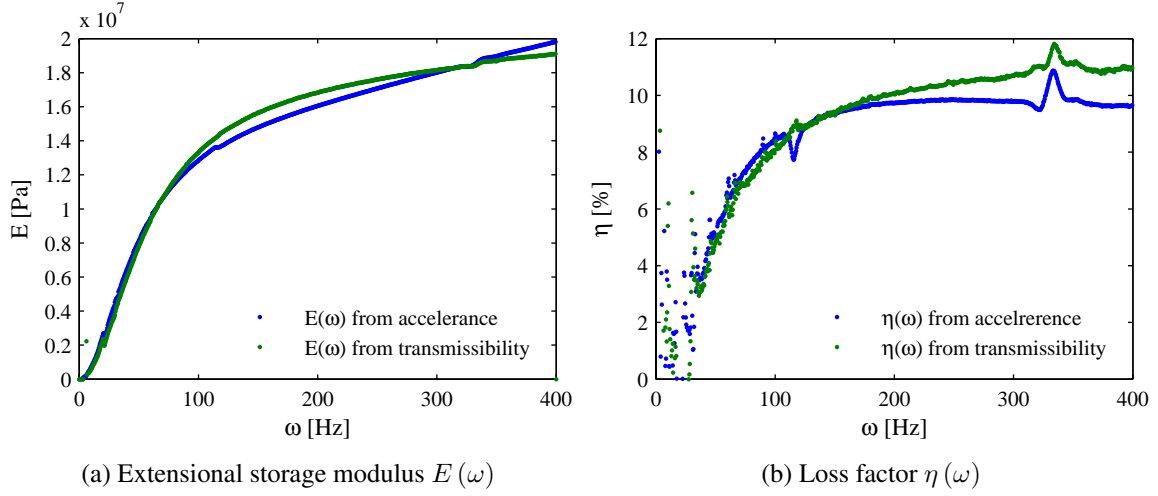 x 10⁷
2
1.8
1.6
1.4
1.2
1
0.8
0.6
0.4
0.2
0
E [Pa]
E(ω) from accelerance
E(ω) from transmissibility
0 100 200 300 400
ω [Hz]
(a) Extensional storage modulus E (ω)
12
10
8
6
4
2
0
η [%]
η(ω) from accelrerence
η(ω) from transmissibility
0 100 200 300 400
ω [Hz]
(b) Loss factor η (ω)